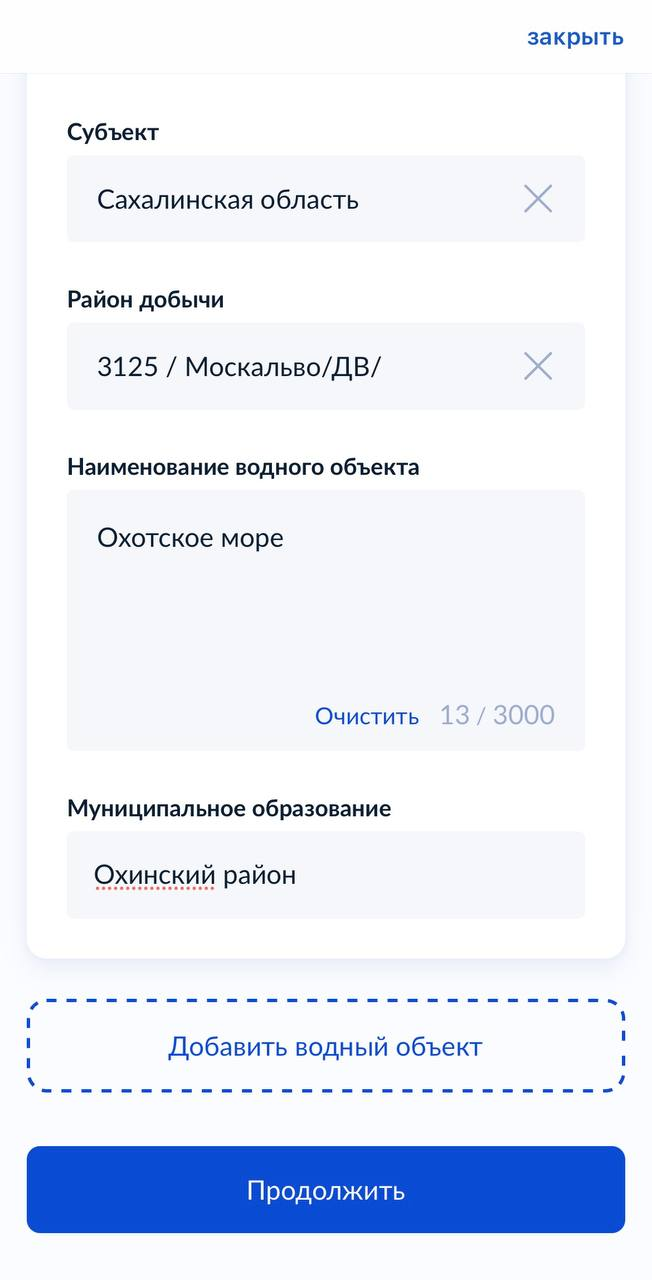 закрыть
Субъект
Сахалинская область
Район добычи
3125 / Москальво/ДВ/
Наименование водного объекта
Охотское море
Очистить 13 / 3000
Муниципальное образование
Охинский район
Добавить водный объект
Продолжить